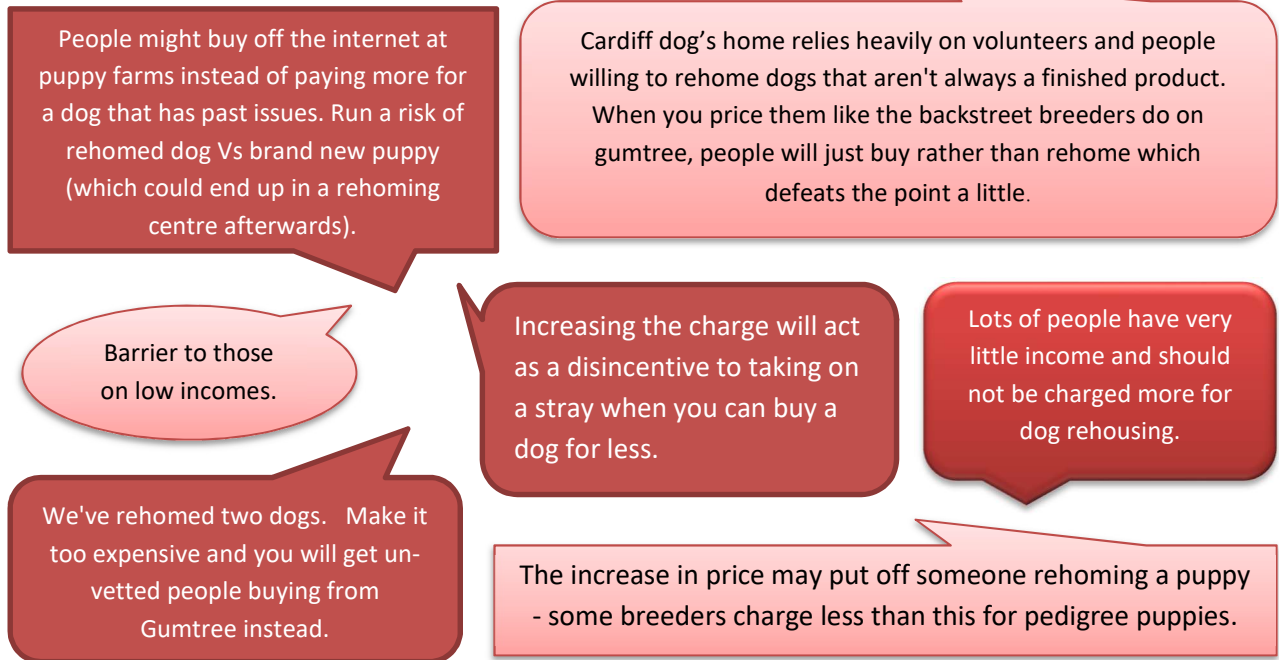 People might buy off the internet at
puppy farms instead of paying more for
a dog that has past issues. Run a risk of
rehomed dog Vs brand new puppy
(which could end up in a rehoming
centre afterwards).
Cardiff dog’s home relies heavily on volunteers and people
willing to rehome dogs that aren't always a finished product.
When you price them like the backstreet breeders do on
gumtree, people will just buy rather than rehome which
defeats the point a little.
Barrier to those
on low incomes.
Increasing the charge will act
as a disincentive to taking on
a stray when you can buy a
dog for less.
Lots of people have very
little income and should
not be charged more for
dog rehousing.
We've rehomed two dogs.   Make it
too expensive and you will get un-
vetted people buying from
Gumtree instead.
The increase in price may put off someone rehoming a puppy
- some breeders charge less than this for pedigree puppies.